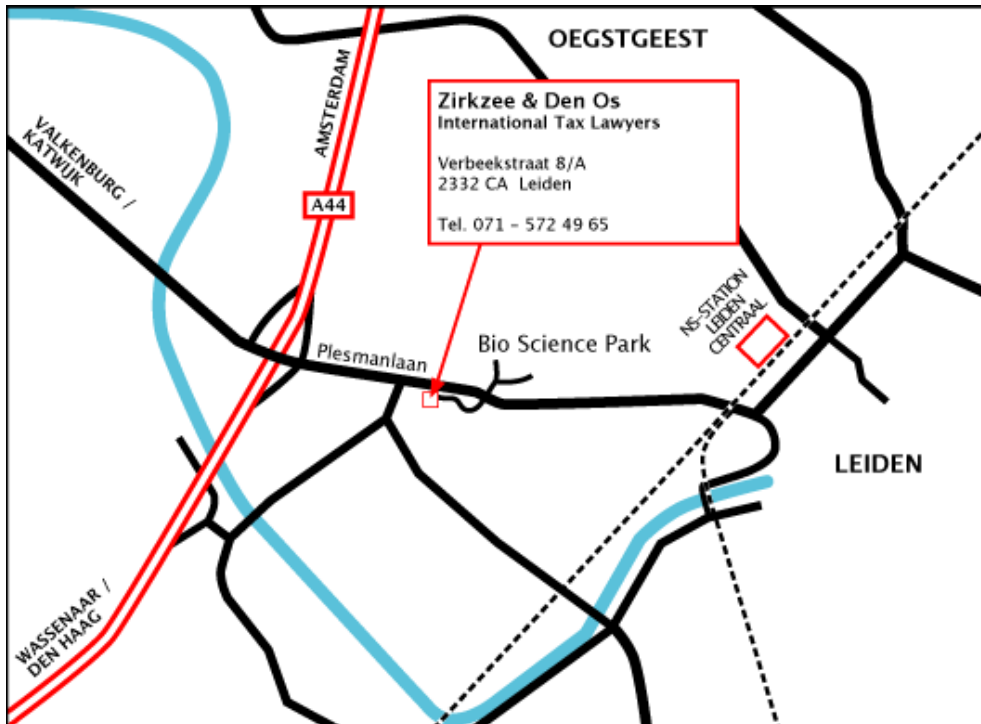 OEGSTGEEST
AMSTERDAM
Zirkzee & Den Os
International Tax Lawyers
Verbeekstraat 8/A
2332 CA Leiden
Tel. 071 – 572 49 65
VALKENBURG /
KATWIJK
A44
NS-STATION
LEIDEN
CENTRAAL
Plesmanlaan
Bio Science Park
LEIDEN
WASSENAAR /
DEN HAAG